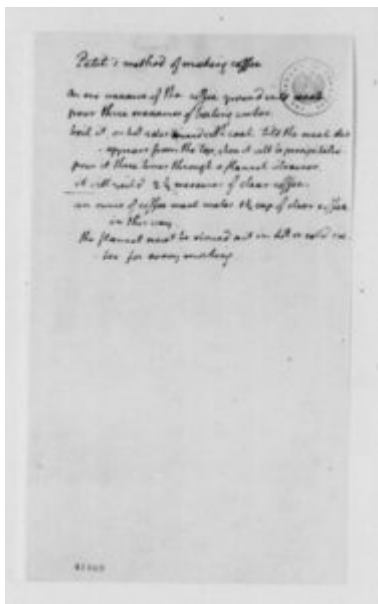 Petit's method of making coffee
On one measure of the coffee ground into meal
pour three measures of boiling water.
boil it, on hot ashes mixed with coal, till the meal dis-
appears from the top, when it will be precipitated
pour it three times through a flannel strainer.
it will yield 2 1/3 measures of clear coffee.
an ounce of coffee meal makes 1 1/2 cup of clear coffee
in this way.
the flannel must be rinsed out in hot or cold wa-
ter for every making.